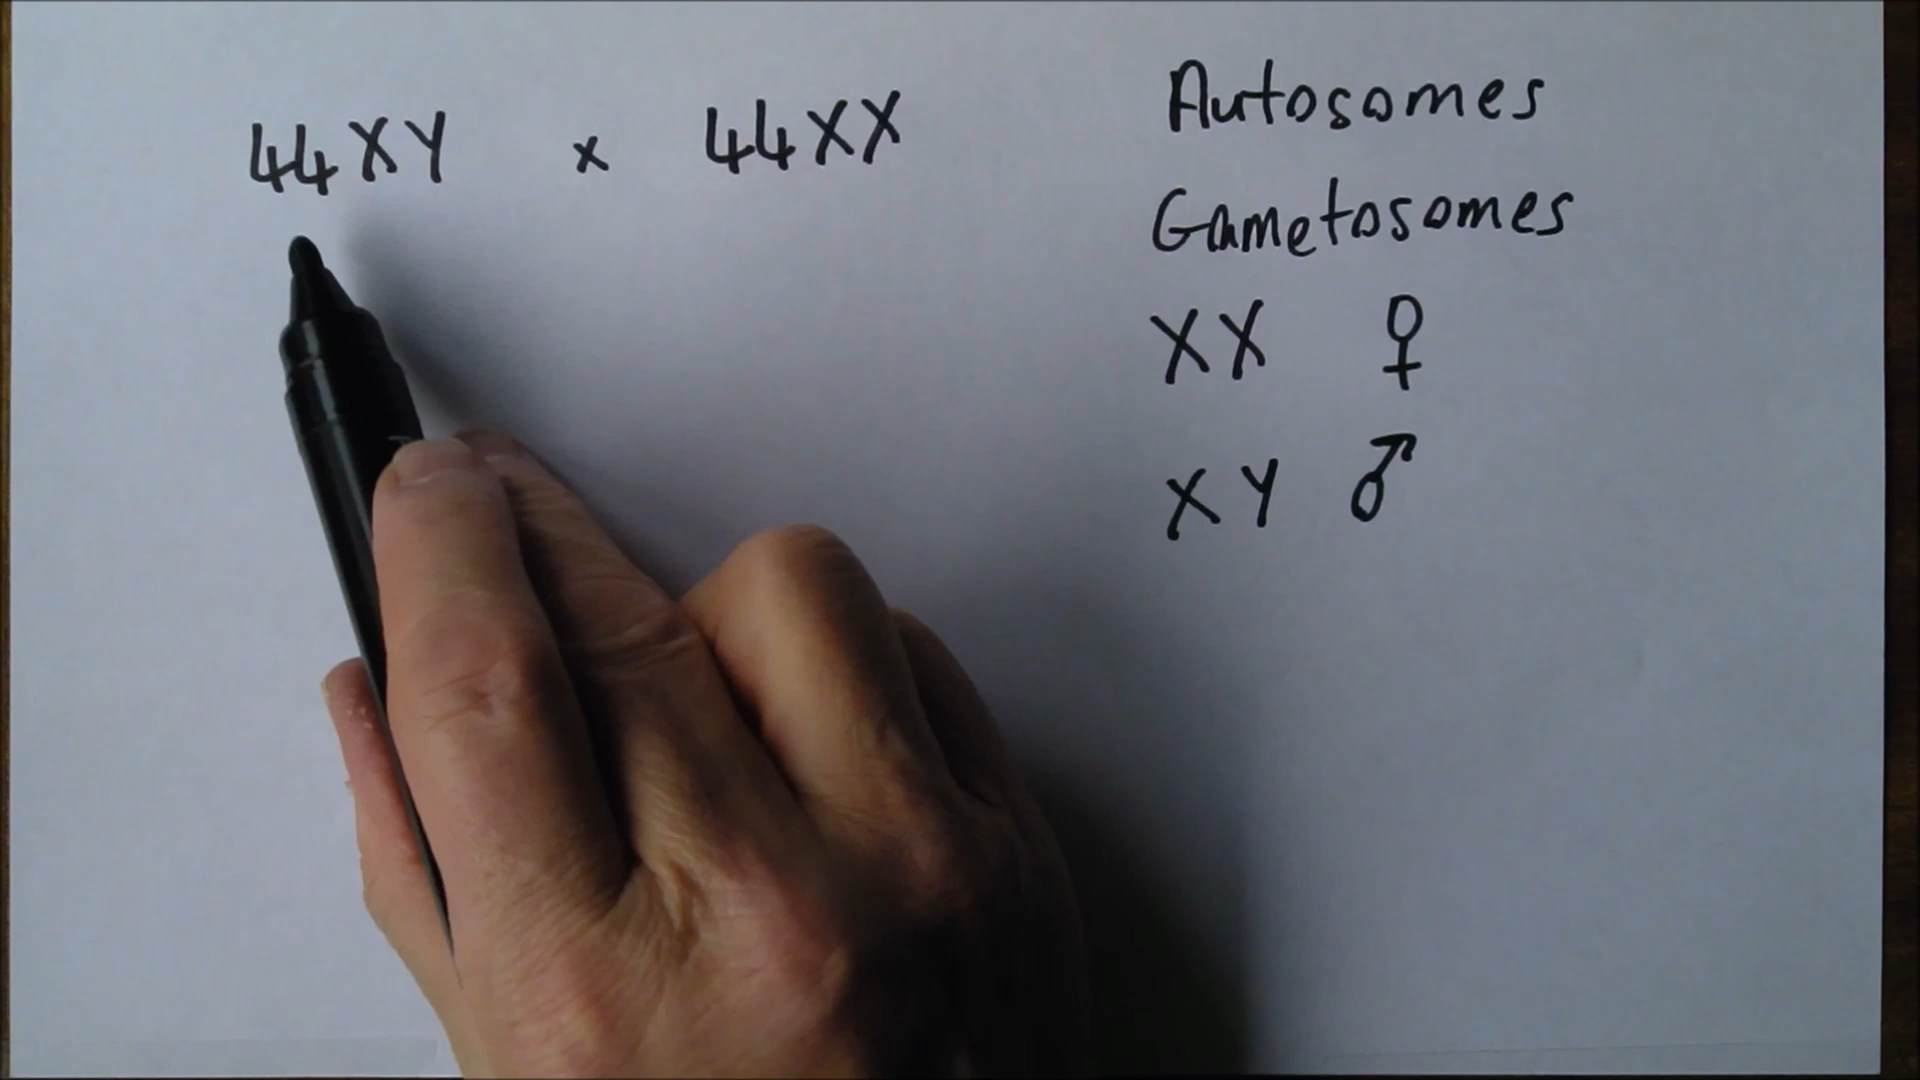 44XY x 44XX
Autosomes
Gametosomes
XX ♀
XY ♂